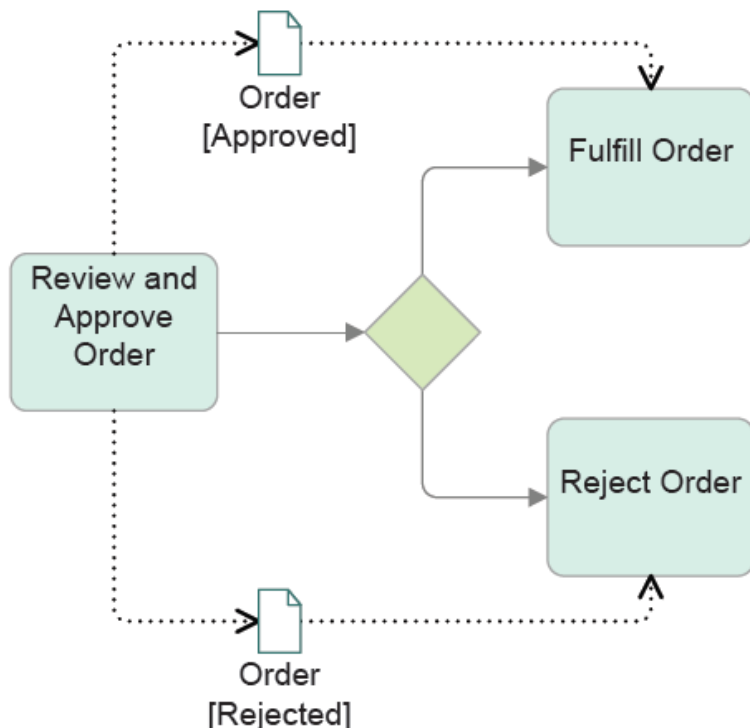 Order
[Approved]
Fulfill Order
Review and
Approve
Order
Reject Order
Order
[Rejected]